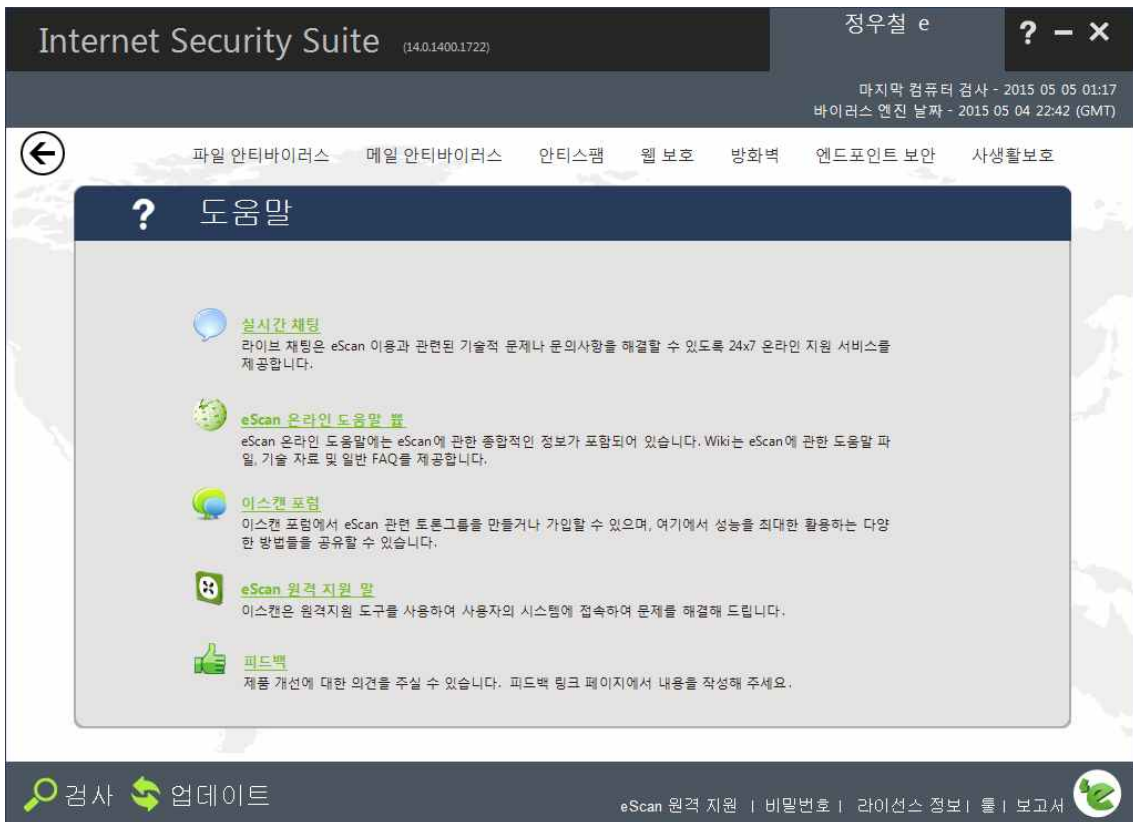 Internet Security Suite (14.0.1400.1722)
정우철 e
? – ×
마지막 컴퓨터 검사 - 2015 05 05 01:17
바이러스 엔진 날짜 - 2015 05 04 22:42 (GMT)
파일 안티바이러스 메일 안티바이러스 안티스팸 웹 보호 방화벽 엔드포인트 보안 사생활보호
? 도움말
실시간 채팅
라이브 채팅은 eScan 이용과 관련된 기술적 문제나 문의사항을 해결할 수 있도록 24x7 온라인 지원 서비스를
제공합니다.
eScan 온라인 도움말
eScan 온라인 도움말에는 eScan에 관한 종합적인 정보가 포함되어 있습니다. Wiki는 eScan에 관한 도움말 파
일, 기술 자료 및 일반 FAQ를 제공합니다.
이스캔 포럼
이스캔 포럼에서 eScan 관련 토론그룹을 만들거나 가입할 수 있으며, 여기에서 성능을 최대한 활용하는 다양
한 방법들을 공유할 수 있습니다.
eScan 원격 지원 말
이스캔은 원격지원 도구를 사용하여 사용자의 시스템에 접속하여 문제를 해결해 드립니다.
피드백
제품 개선에 대한 의견을 주실 수 있습니다. 피드백 링크 페이지에서 내용을 작성해 주세요.
검사 업데이트
eScan 원격 지원 | 비밀번호 | 라이선스 정보 | 툴 | 보고서